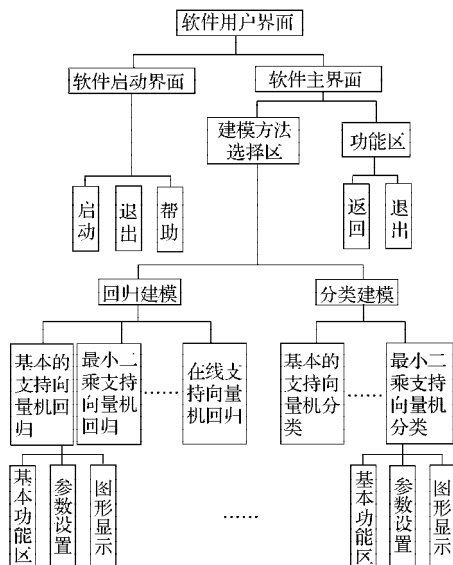 软件用户界面
软件启动界面
软件主界面
建模方法
选择区
功能区
启动
退出
帮助
返回
退出
回归建模
分类建模
基本的
支持向
量机回
归
最小二
乘支持
向量机
回归
……
在线支
持向量
机回归
基本的
支持向
量机分
类
……
最小二
乘支持
向量机
分类
基本功能区
参数设置
图形显示
……
基本功能区
参数设置
图形显示